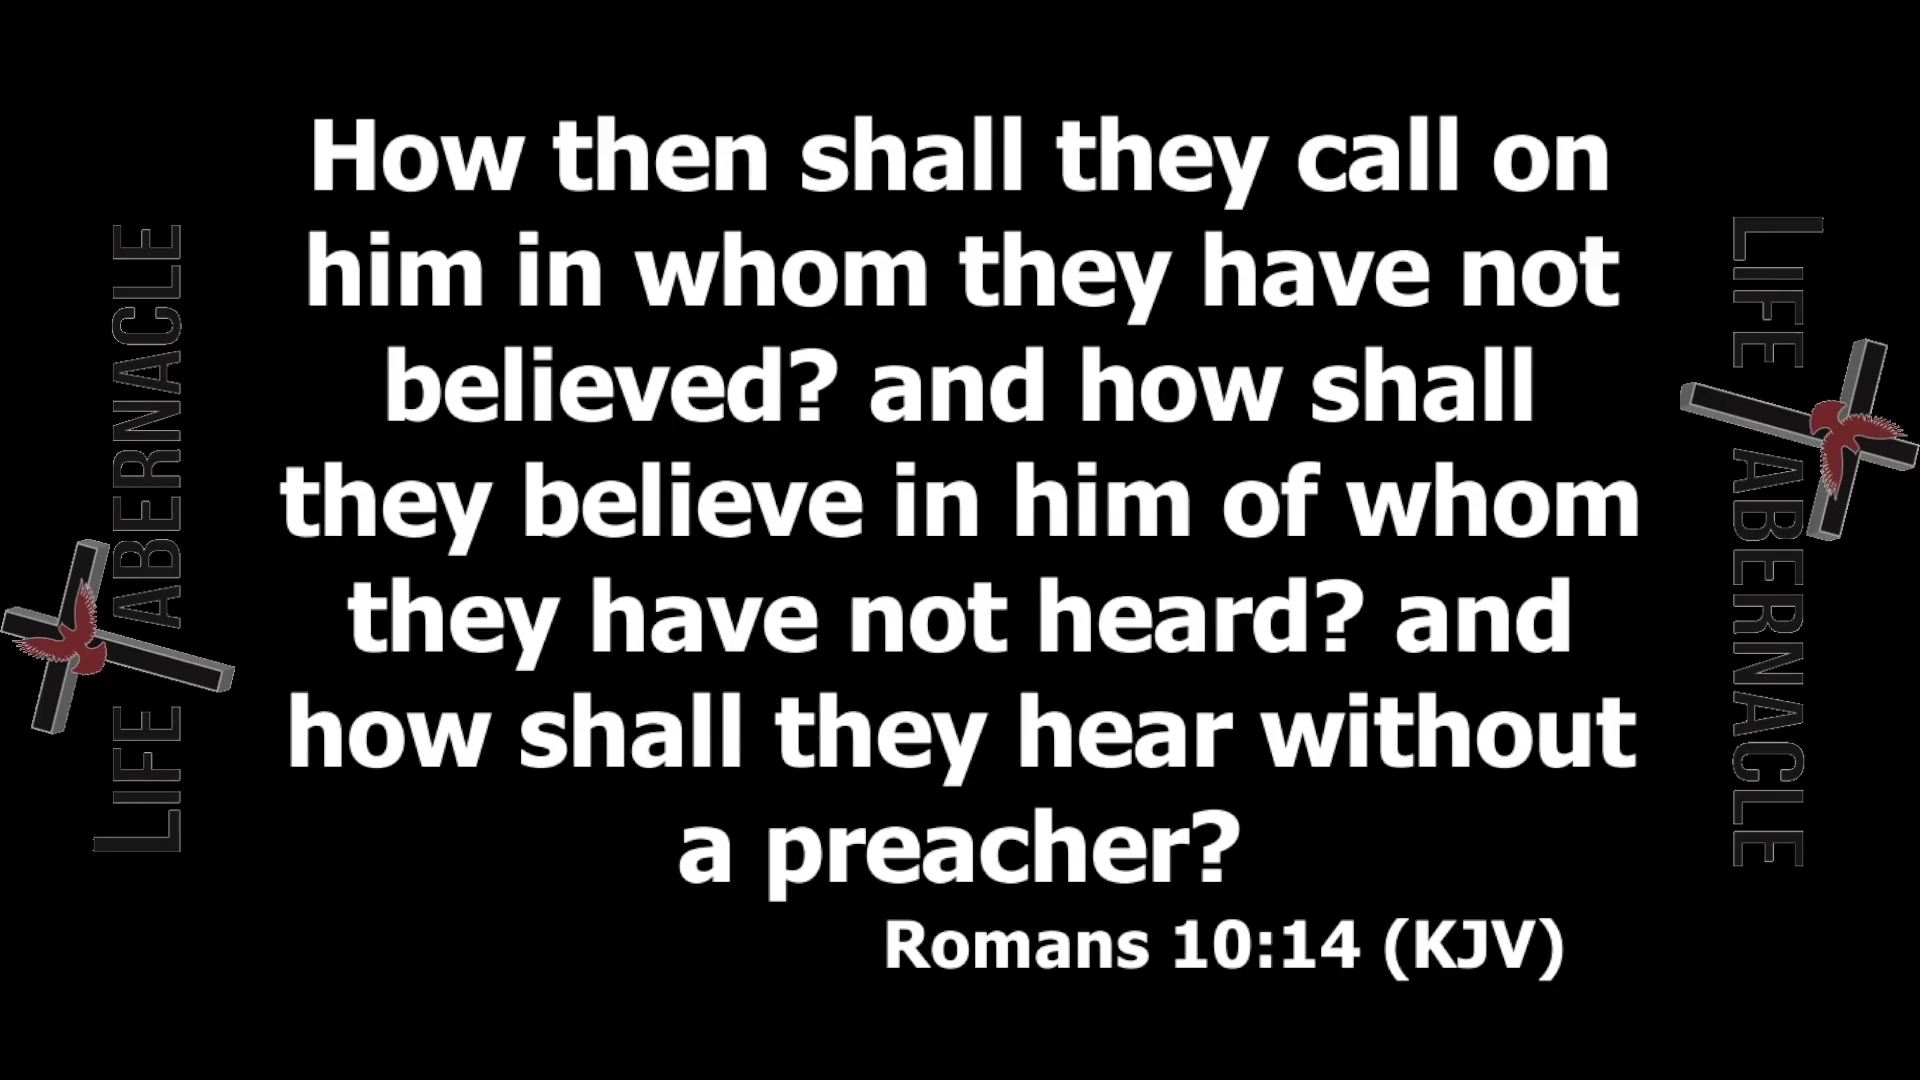 How then shall they call on
him in whom they have not
believed? and how shall
they believe in him of whom
they have not heard? and
how shall they hear without
a preacher?
Romans 10:14 (KJV)
LIFE ABERNACLE
LIFE ABERNACLE